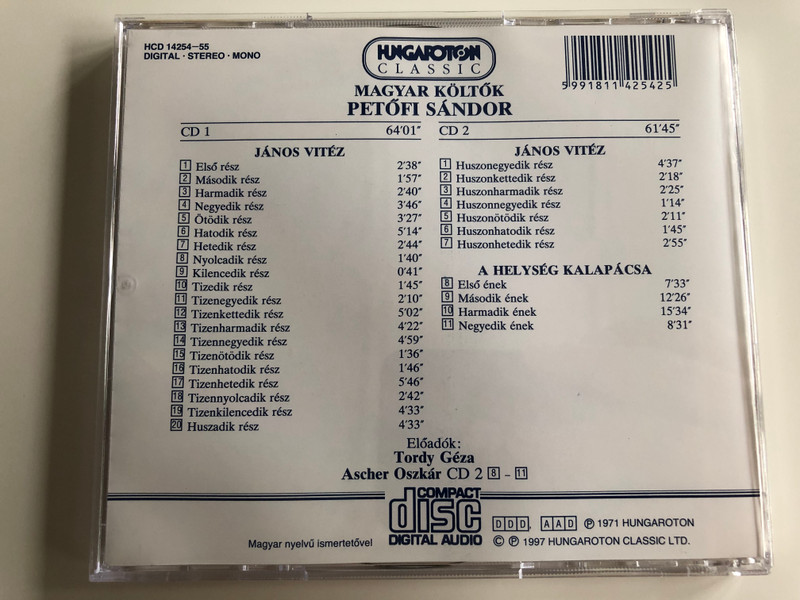 HCD 14254–55
DIGITAL · STEREO · MONO
HUNGAROTON
CLASSIC
5991811425425
MAGYAR KÖLTŐK
PETŐFI SÁNDOR
CD 1 64′01″
JÁNOS VITÉZ
1 Első rész 2′38″
2 Második rész 1′57″
3 Harmadik rész 2′40″
4 Negyedik rész 3′46″
5 Ötödik rész 3′27″
6 Hatodik rész 5′14″
7 Hetedik rész 2′44″
8 Nyolcadik rész 1′40″
9 Kilencedik rész 0′41″
10 Tizedik rész 1′45″
11 Tizenegyedik rész 2′10″
12 Tizenkettedik rész 5′02″
13 Tizenharmadik rész 4′22″
14 Tizennegyedik rész 4′59″
15 Tizenötödik rész 1′36″
16 Tizenhatodik rész 1′46″
17 Tizenhetedik rész 5′46″
18 Tizennyolcadik rész 2′42″
19 Tizenkilencedik rész 4′33″
20 Huszadik rész 4′33″
CD 2 61′45″
JÁNOS VITÉZ
1 Huszonegyedik rész 4′37″
2 Huszonkettedik rész 2′18″
3 Huszonharmadik rész 2′25″
4 Huszonnegyedik rész 1′14″
5 Huszonötödik rész 2′11″
6 Huszonhatodik rész 1′45″
7 Huszonhetedik rész 2′55″
A HELYSÉG KALAPÁCSA
8 Első ének 7′33″
9 Második ének 12′26″
10 Harmadik ének 15′34″
11 Negyedik ének 8′31″
Előadók:
Tordy Géza
Ascher Oszkár CD 2 8 – 11
COMPACT
disc
DIGITAL AUDIO
DDD, AAD ℗ 1971 HUNGAROTON
© ℗ 1997 HUNGAROTON CLASSIC LTD.
Magyar nyelvű ismertetővel